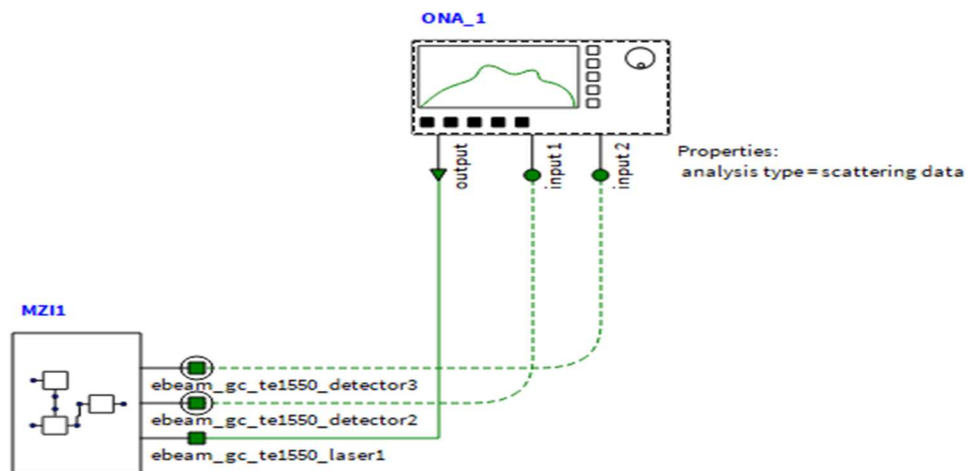 ONA_1
output
input 1
input 2
Properties:
analysis type=scattering data
MZI1
ebeam_gc_te1550_detector3
ebeam_gc_te1550_detector2
ebeam_gc_te1550_laser1